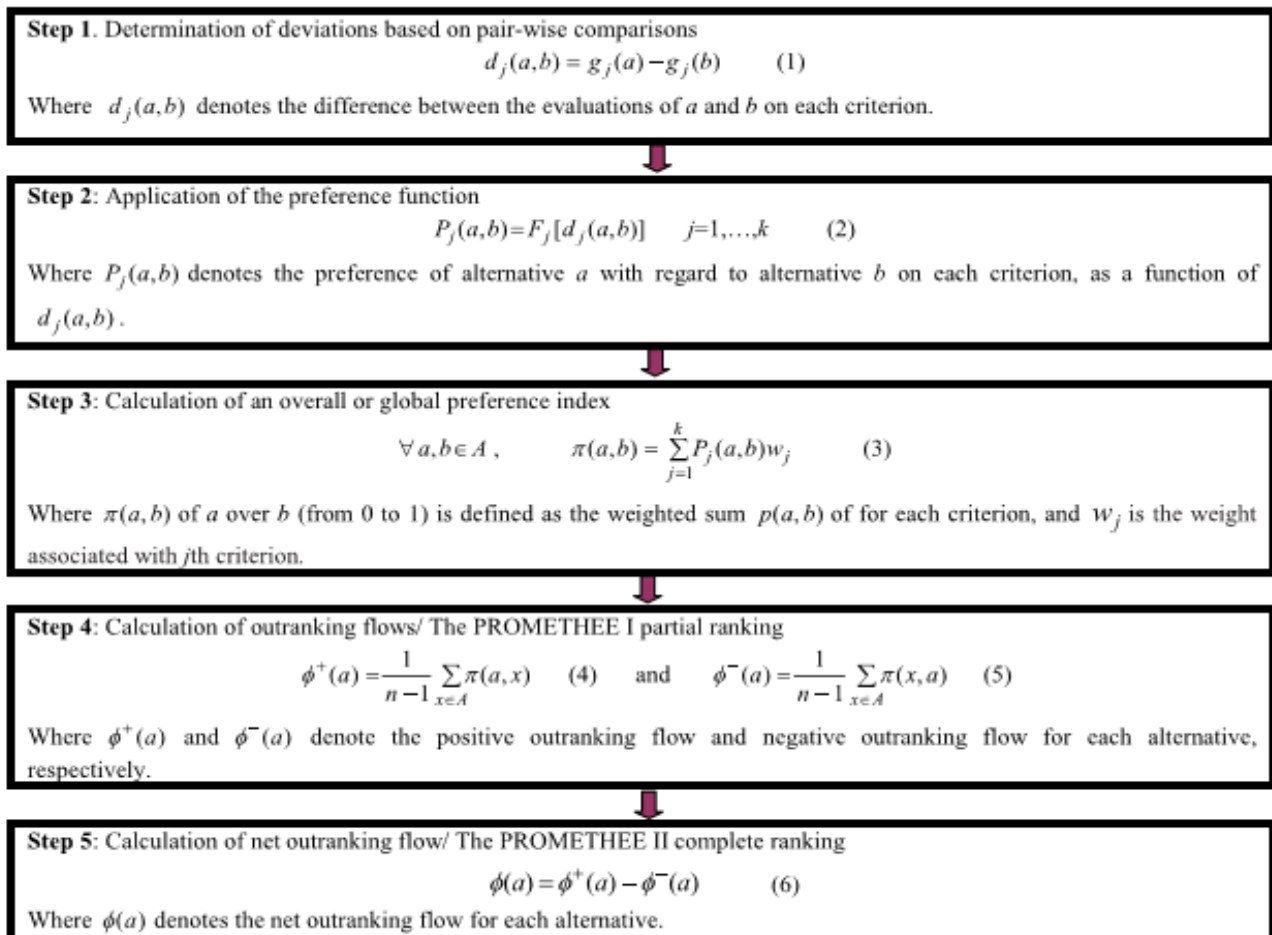 Step 1. Determination of deviations based on pair-wise comparisons
d_j(a,b) = g_j(a) – g_j(b) (1)
Where d_j(a,b) denotes the difference between the evaluations of a and b on each criterion.
Step 2: Application of the preference function
P_j(a,b) = F_j[d_j(a,b)] j=1,…,k (2)
Where P_j(a,b) denotes the preference of alternative a with regard to alternative b on each criterion, as a function of
d_j(a,b).
Step 3: Calculation of an overall or global preference index
∀ a,b ∈ A , π(a,b) = ∑_{j=1}^{k} P_j(a,b)w_j (3)
Where π(a,b) of a over b (from 0 to 1) is defined as the weighted sum p(a,b) of for each criterion, and w_j is the weight
associated with jth criterion.
Step 4: Calculation of outranking flows/ The PROMETHEE I partial ranking
ϕ^+(a) = \frac{1}{n-1} ∑_{x∈A} π(a,x) (4) and ϕ^-(a) = \frac{1}{n-1} ∑_{x∈A} π(x,a) (5)
Where ϕ^+(a) and ϕ^-(a) denote the positive outranking flow and negative outranking flow for each alternative,
respectively.
Step 5: Calculation of net outranking flow/ The PROMETHEE II complete ranking
ϕ(a) = ϕ^+(a) – ϕ^-(a) (6)
Where ϕ(a) denotes the net outranking flow for each alternative.